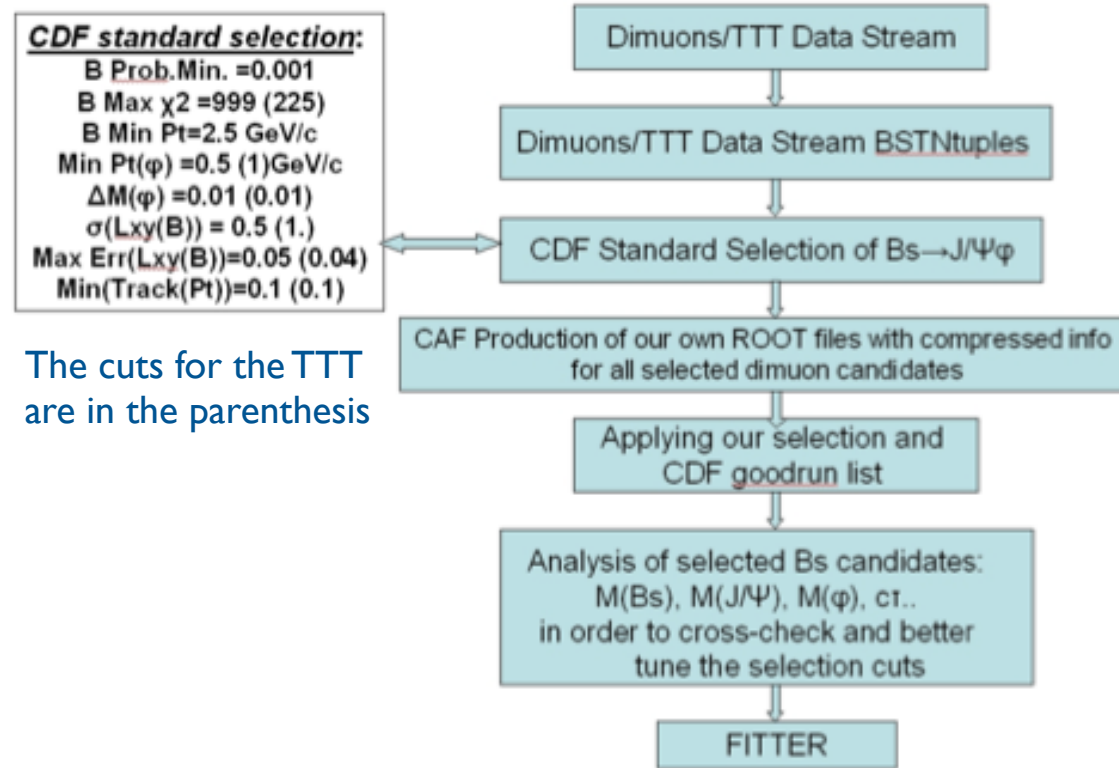 CDF standard selection:
B Prob.Min. =0.001
B Max χ2 =999 (225)
B Min Pt=2.5 GeV/c
Min Pt(φ) =0.5 (1)GeV/c
ΔM(φ) =0.01 (0.01)
σ(Lxy(B)) = 0.5 (1.)
Max Err(Lxy(B))=0.05 (0.04)
Min(Track(Pt))=0.1 (0.1)
The cuts for the TTT
are in the parenthesis
Dimuons/TTT Data Stream
Dimuons/TTT Data Stream BSTNtuples
CDF Standard Selection of Bs→J/Ψφ
CAF Production of our own ROOT files with compressed info
for all selected dimuon candidates
Applying our selection and
CDF goodrun list
Analysis of selected Bs candidates:
M(Bs), M(J/Ψ), M(φ), cτ..
in order to cross-check and better
tune the selection cuts
FITTER